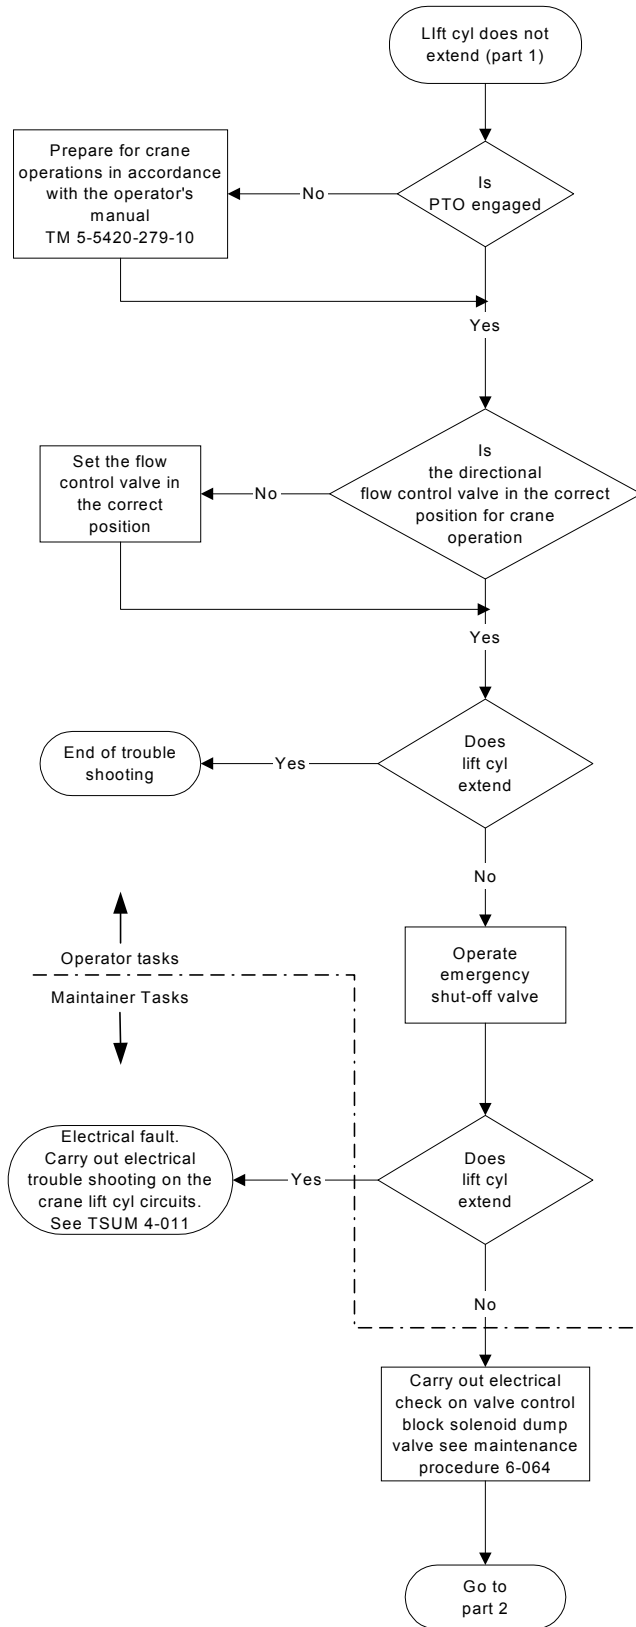 LIft cyl does not
extend (part 1)
Prepare for crane
operations in accordance
with the operator's
manual
TM 5-5420-279-10
No
Is
PTO engaged
Yes
Set the flow
control valve in
the correct
position
No
Is
the directional
flow control valve in the correct
position for crane
operation
Yes
End of trouble
shooting
Yes
Does
lift cyl
extend
No
Operator tasks
Maintainer Tasks
Operate
emergency
shut-off valve
Electrical fault.
Carry out electrical
trouble shooting on the
crane lift cyl circuits.
See TSUM 4-011
Yes
Does
lift cyl
extend
No
Carry out electrical
check on valve control
block solenoid dump
valve see maintenance
procedure 6-064
Go to
part 2